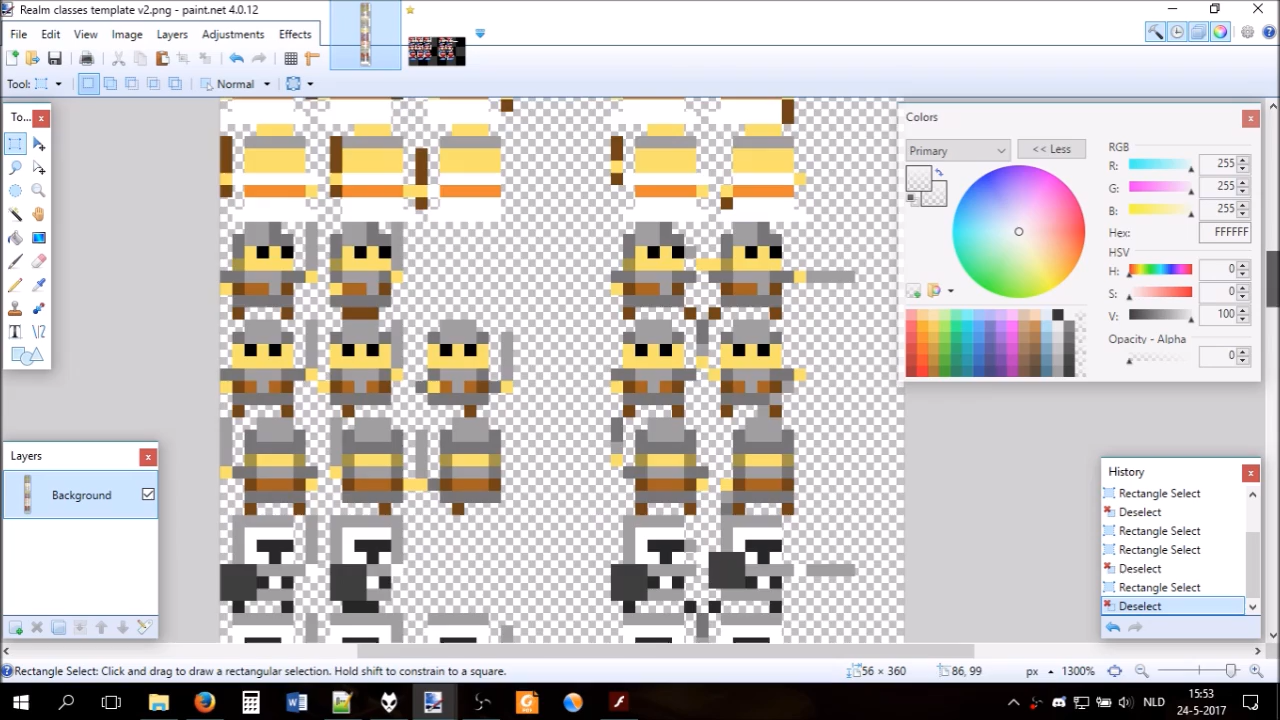 Realm classes template v2.png - paint.net 4.0.12
File Edit View Image Layers Adjustments Effects
Tool: Normal
To...
Colors
Primary << Less
RGB
R: 255
G: 255
B: 255
Hex: FFFFFF
HSV
H: 0
S: 0
V: 100
Opacity - Alpha
0
Layers
Background
History
Rectangle Select
Deselect
Rectangle Select
Rectangle Select
Deselect
Rectangle Select
Deselect
Rectangle Select: Click and drag to draw a rectangular selection. Hold shift to constrain to a square. 56 × 360 86, 99 px 1300%
NLD 15:53
24-5-2017